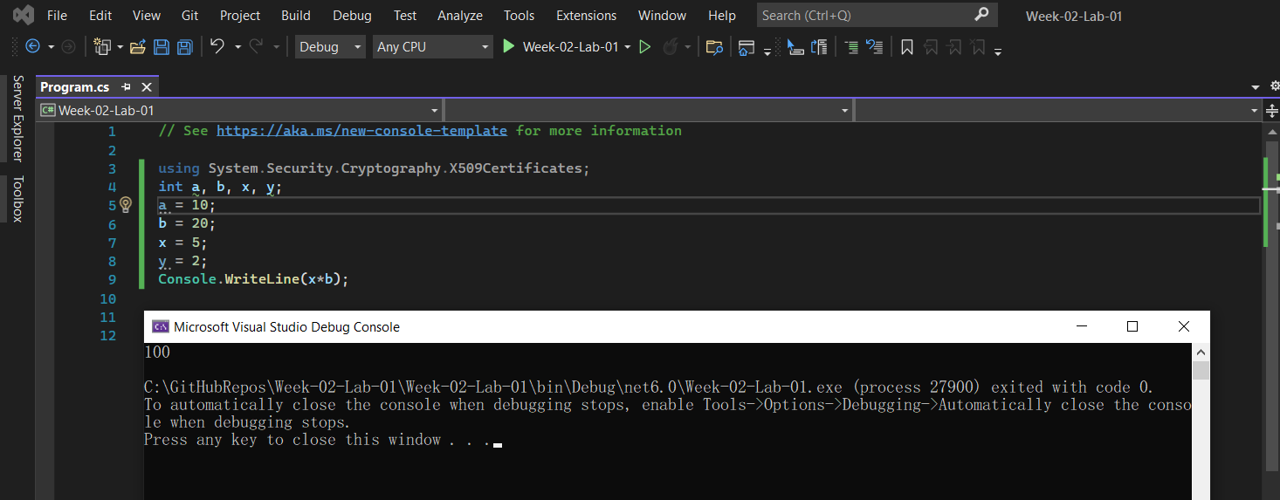 File Edit View Git Project Build Debug Test Analyze Tools Extensions Window Help Search (Ctrl+Q) Week-02-Lab-01
Debug Any CPU Week-02-Lab-01
Server Explorer
Toolbox
Program.cs
C# Week-02-Lab-01
1 // See https://aka.ms/new-console-template for more information
2
3 using System.Security.Cryptography.X509Certificates;
4 int a, b, x, y;
5 a = 10;
6 b = 20;
7 x = 5;
8 y = 2;
9 Console.WriteLine(x*b);
10
11
12
C:\ Microsoft Visual Studio Debug Console
100
C:\GitHubRepos\Week-02-Lab-01\Week-02-Lab-01\bin\Debug\net6.0\Week-02-Lab-01.exe (process 27900) exited with code 0.
To automatically close the console when debugging stops, enable Tools->Options->Debugging->Automatically close the conso
le when debugging stops.
Press any key to close this window . . .